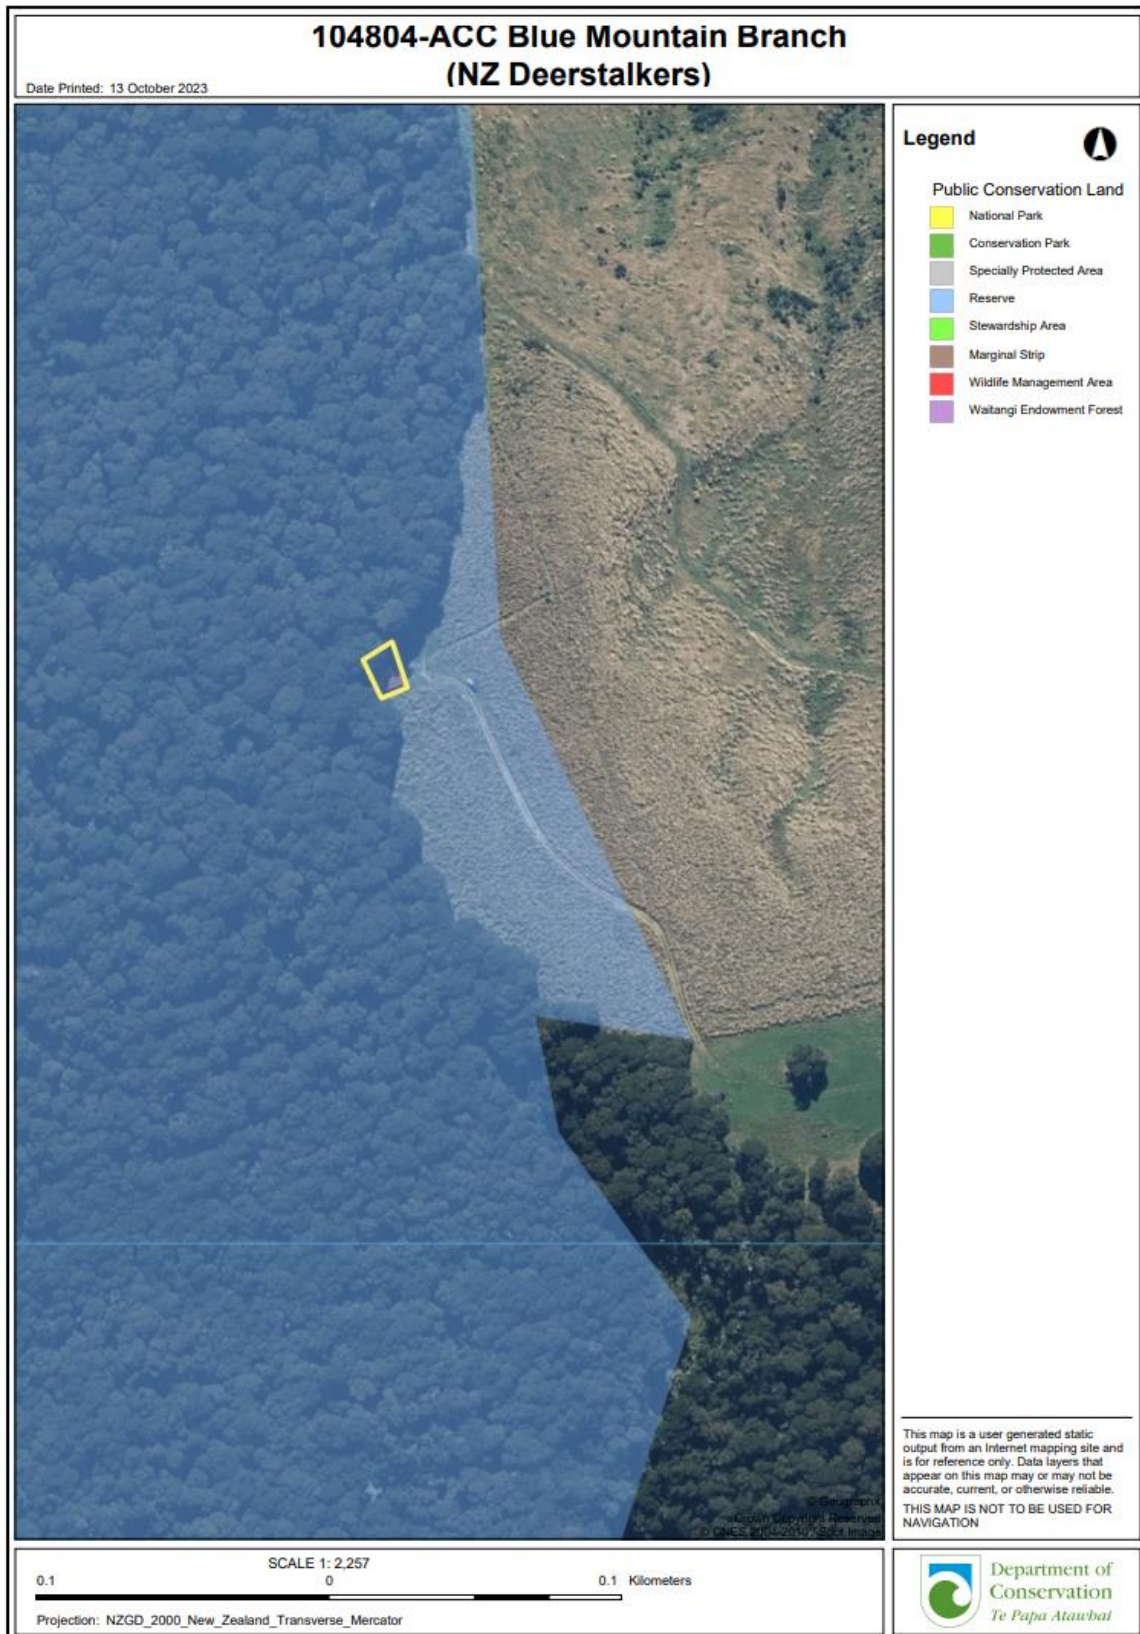 104804-ACC Blue Mountain Branch
(NZ Deerstalkers)
Date Printed: 13 October 2023
Legend
Public Conservation Land
National Park
Conservation Park
Specially Protected Area
Reserve
Stewardship Area
Marginal Strip
Wildlife Management Area
Waitangi Endowment Forest
This map is a user generated static
output from an Internet mapping site and
is for reference only. Data layers that
appear on this map may or may not be
accurate, current, or otherwise reliable.
THIS MAP IS NOT TO BE USED FOR
NAVIGATION
Crown Copyright Reserved
SCALE 1: 2,257
0.1 0 0.1 Kilometers
Projection: NZGD_2000_New_Zealand_Transverse_Mercator
Department of
Conservation
Te Papa Atawhai